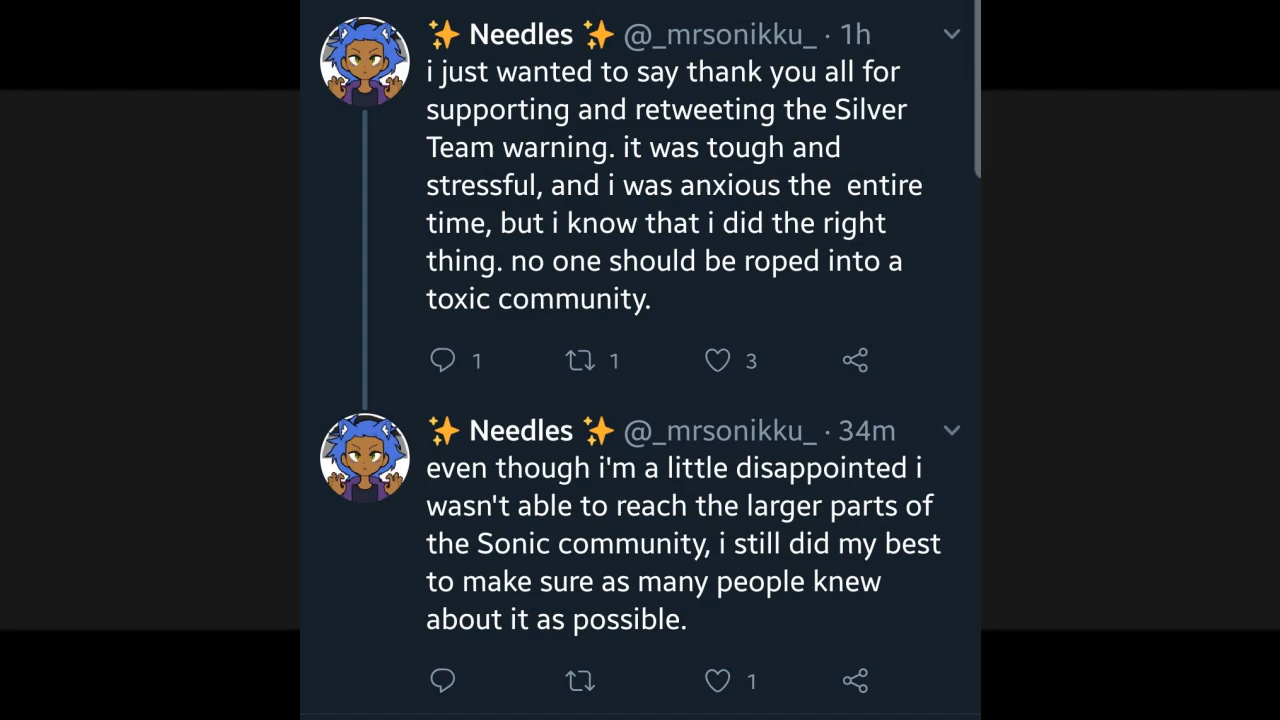 ✨ Needles ✨ @_mrsonikku_ · 1h
i just wanted to say thank you all for
supporting and retweeting the Silver
Team warning. it was tough and
stressful, and i was anxious the  entire
time, but i know that i did the right
thing. no one should be roped into a
toxic community.
1 1 3
✨ Needles ✨ @_mrsonikku_ · 34m
even though i'm a little disappointed i
wasn't able to reach the larger parts of
the Sonic community, i still did my best
to make sure as many people knew
about it as possible.
1